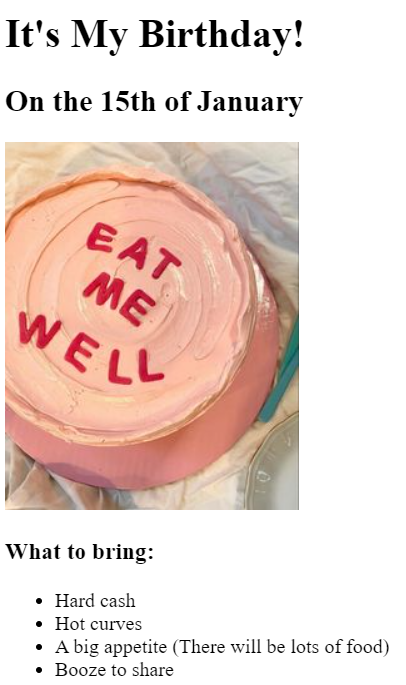 It's My Birthday!
On the 15th of January
EAT
ME
WELL
What to bring:
Hard cash
Hot curves
A big appetite (There will be lots of food)
Booze to share